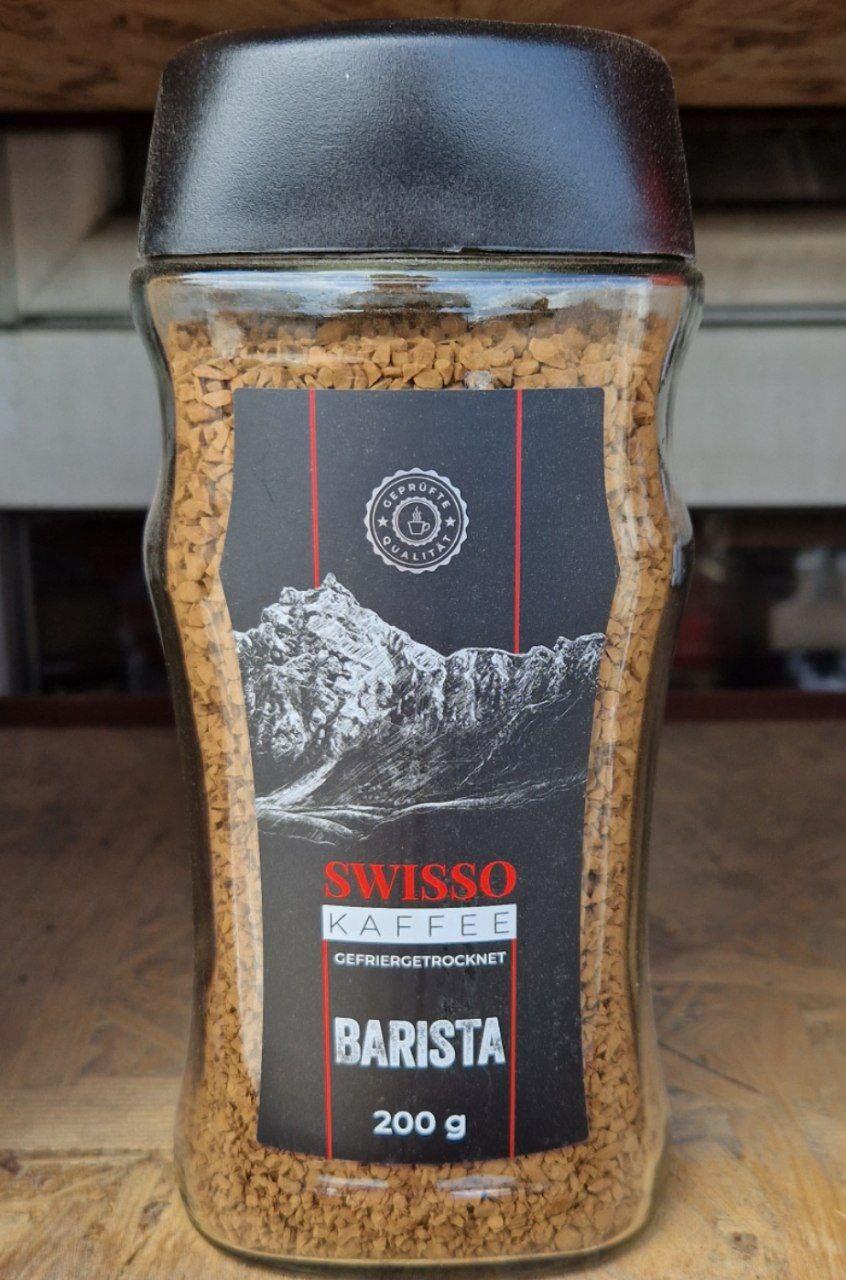 GEPRÜFTE
QUALITÄT
SWISSO
KAFFEE
GEFRIERGETROCKNET
BARISTA
200 g